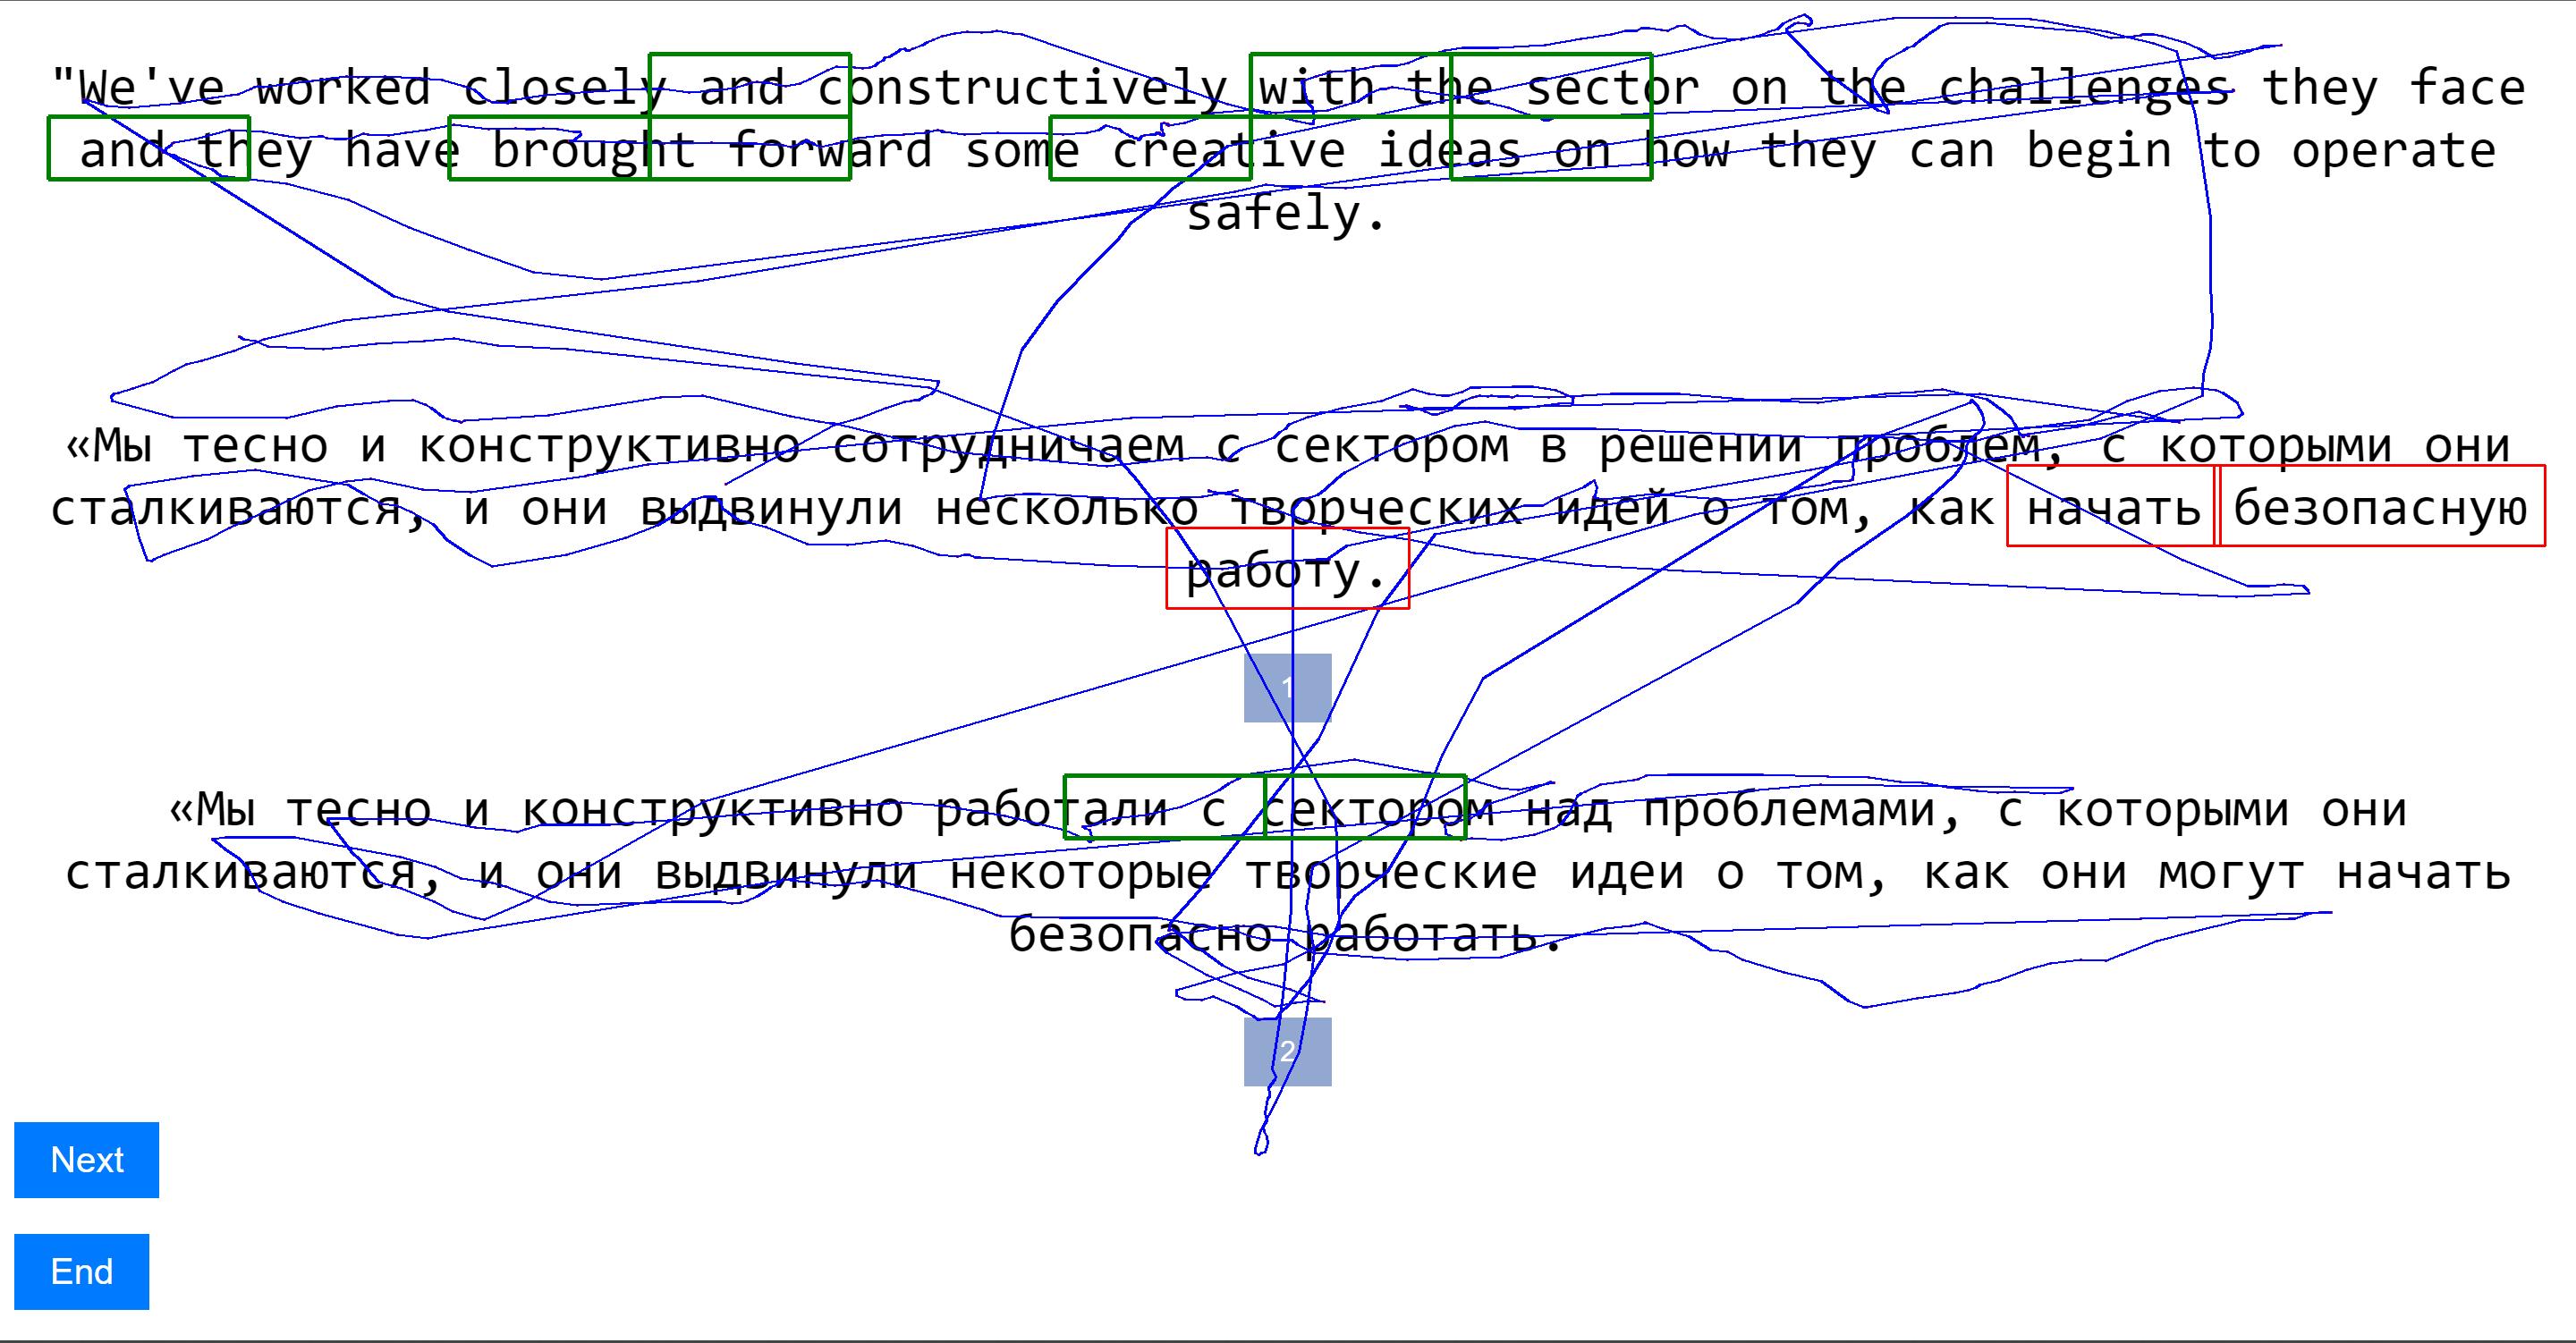 "We've worked closely and constructively with the sector on the challenges they face
and they have brought forward some creative ideas on how they can begin to operate
safely.
«Мы тесно и конструктивно сотрудничаем с сектором в решении проблем, с которыми они
сталкиваются, и они выдвинули несколько творческих идей о том, как начать безопасную
работу.
1
«Мы тесно и конструктивно работали с сектором над проблемами, с которыми они
сталкиваются, и они выдвинули некоторые творческие идеи о том, как они могут начать
безопасно работать.
2
Next
End